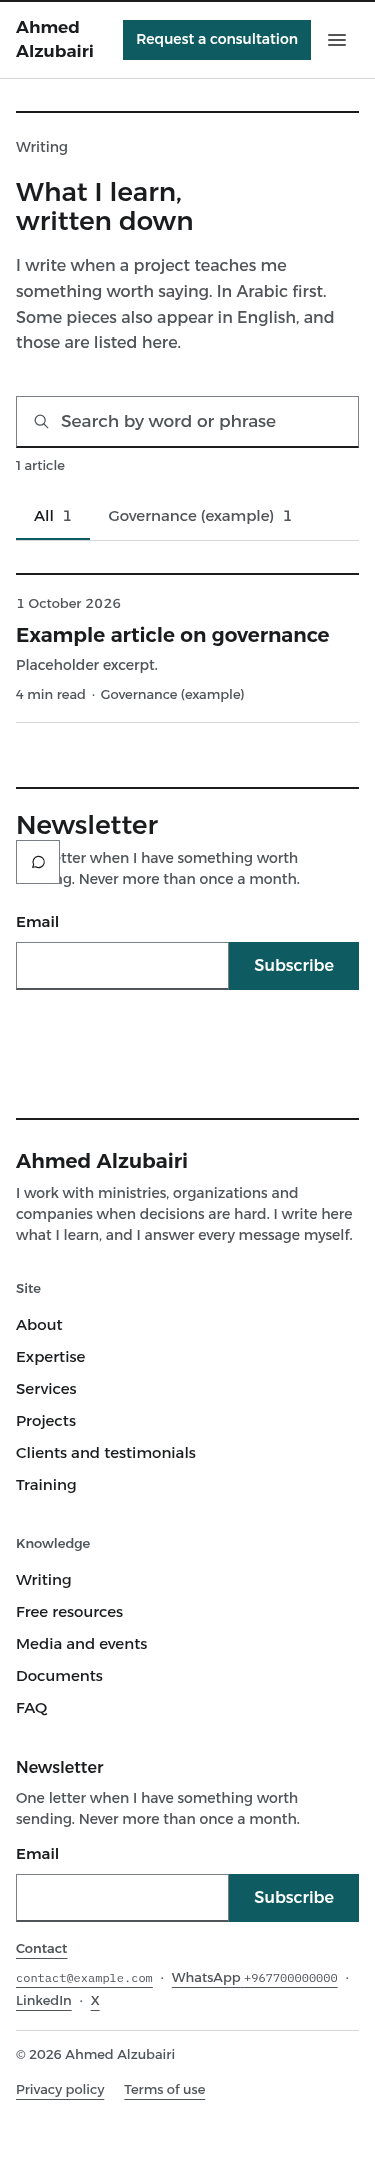 Ahmed
Alzubairi
Request a consultation
Writing
What I learn,
written down
I write when a project teaches me
something worth saying. In Arabic first.
Some pieces also appear in English, and
those are listed here.
Search by word or phrase
1 article
All 1
Governance (example) 1
1 October 2026
Example article on governance
Placeholder excerpt.
4 min read · Governance (example)
Newsletter
letter when I have something worth
Never more than once a month.
Email
Subscribe
Ahmed Alzubairi
I work with ministries, organizations and
companies when decisions are hard. I write here
what I learn, and I answer every message myself.
Site
About
Expertise
Services
Projects
Clients and testimonials
Training
Knowledge
Writing
Free resources
Media and events
Documents
FAQ
Newsletter
One letter when I have something worth
sending. Never more than once a month.
Email
Subscribe
Contact
contact@example.com · WhatsApp +967700000000 ·
LinkedIn · X
© 2026 Ahmed Alzubairi
Privacy policy
Terms of use